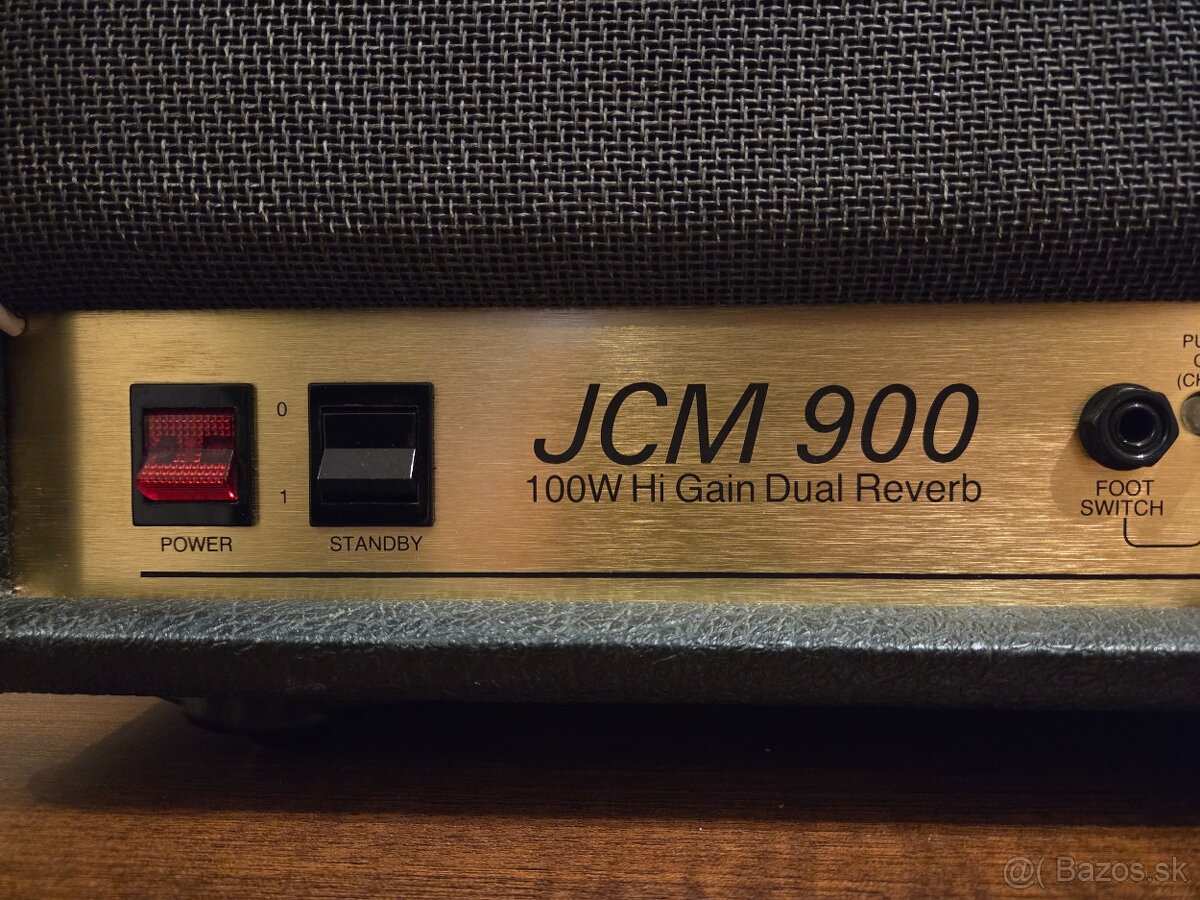 0
1
POWER
STANDBY
JCM 900
100W Hi Gain Dual Reverb
FOOT
SWITCH
@( Bazos.sk